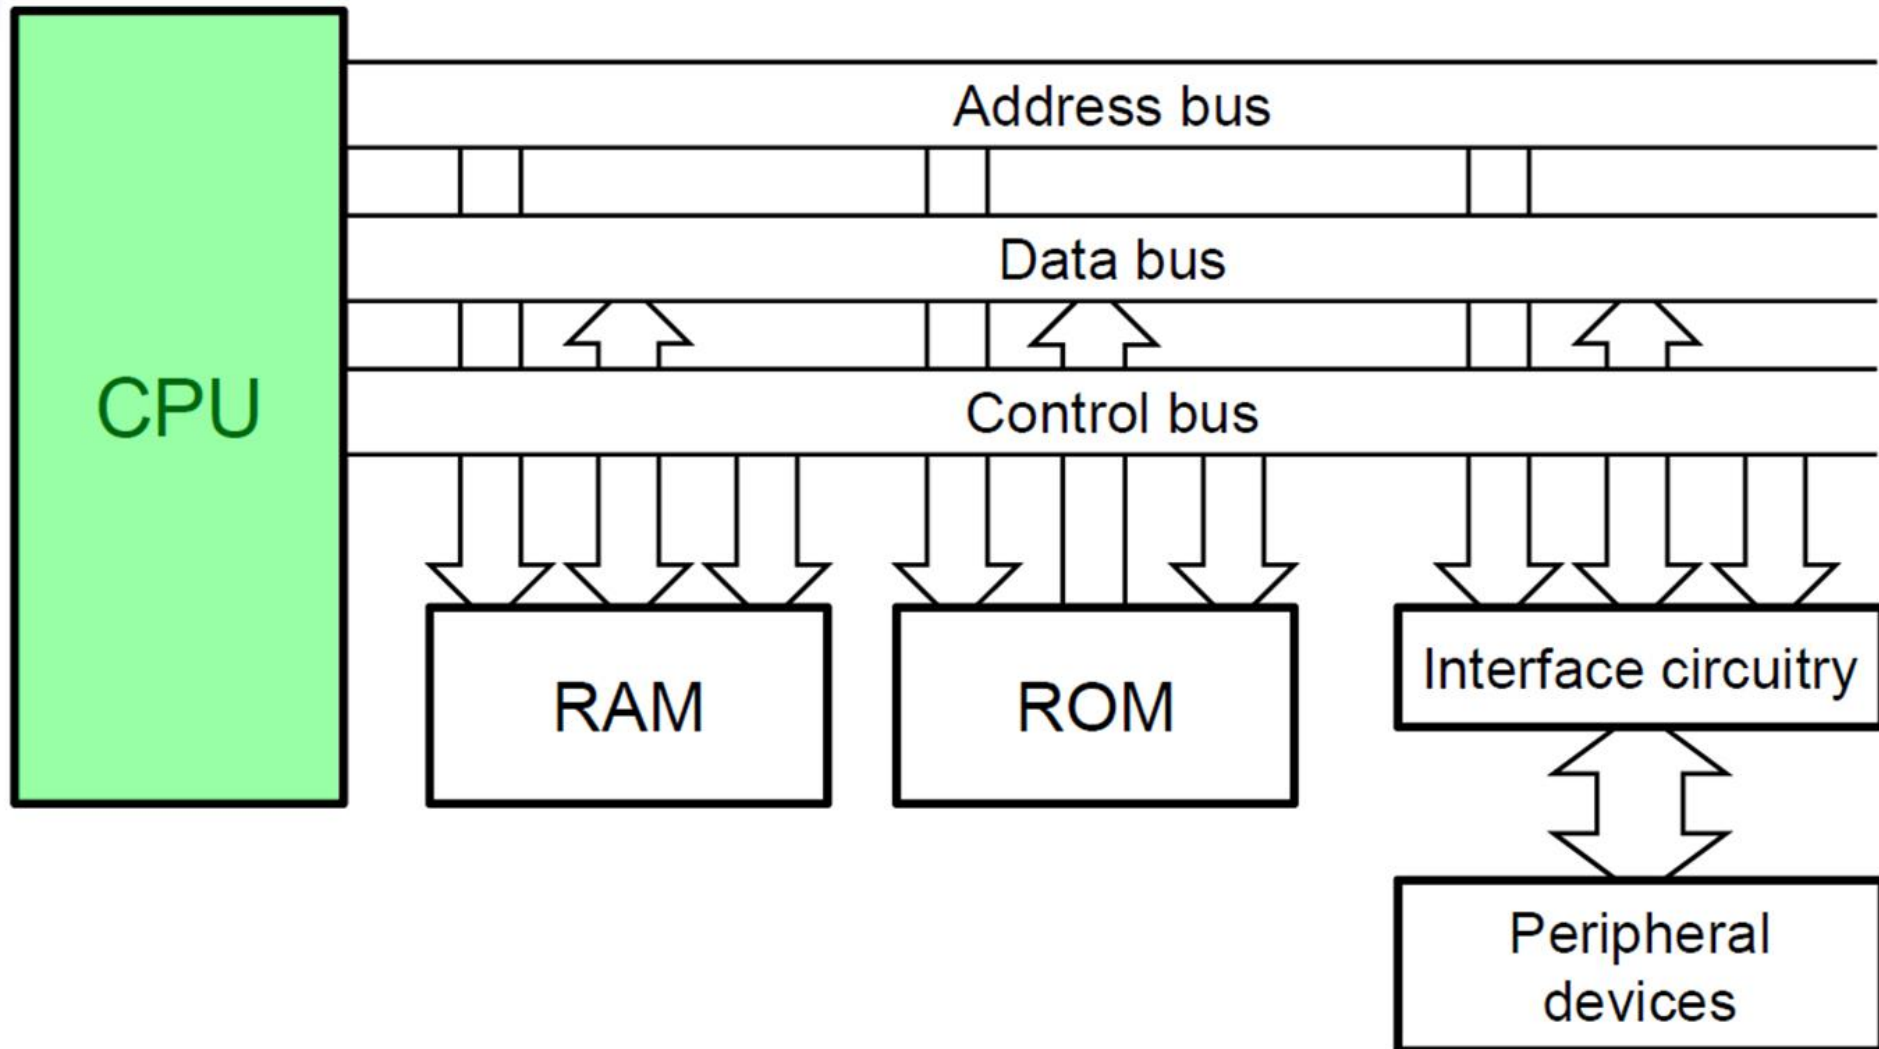 Address bus
Data bus
CPU
Control bus
RAM
ROM
Interface circuitry
Peripheral
devices